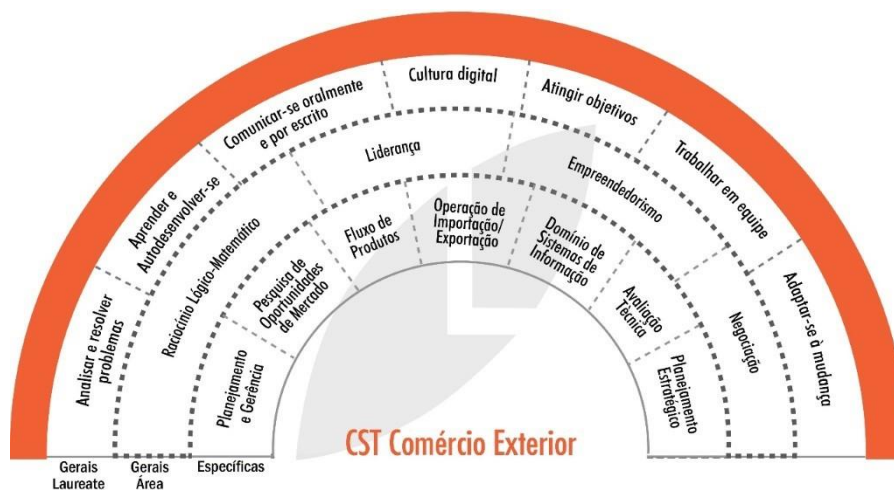 Analisar e resolver
problemas
Aprender e
Autodesenvolver-se
Comunicar-se oralmente
e por escrito
Cultura digital
Atingir objetivos
Trabalhar em equipe
Adaptar-se à mudança
Raciocínio Lógico-Matemático
Liderança
Empreendedorismo
Negociação
Planejamento
e Gerência
Pesquisa de
Oportunidades
de Mercado
Fluxo de
Produtos
Operação de
Importação/
Exportação
Domínio de
Sistemas de
Informação
Avaliação
Técnica
Planejamento
Estratégico
CST Comércio Exterior
Gerais
Laureate
Gerais
Área
Específicas